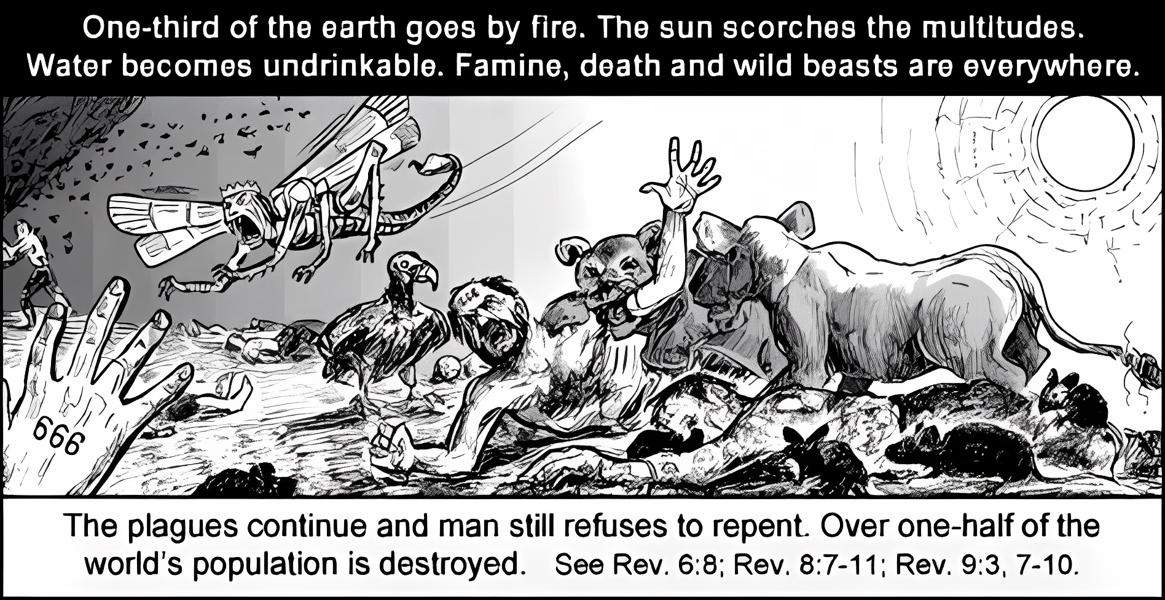 One-third of the earth goes by fire. The sun scorches the multitudes.
Water becomes undrinkable. Famine, death and wild beasts are everywhere.
666
The plagues continue and man still refuses to repent. Over one-half of the
world's population is destroyed. See Rev. 6:8; Rev. 8:7-11; Rev. 9:3, 7-10.